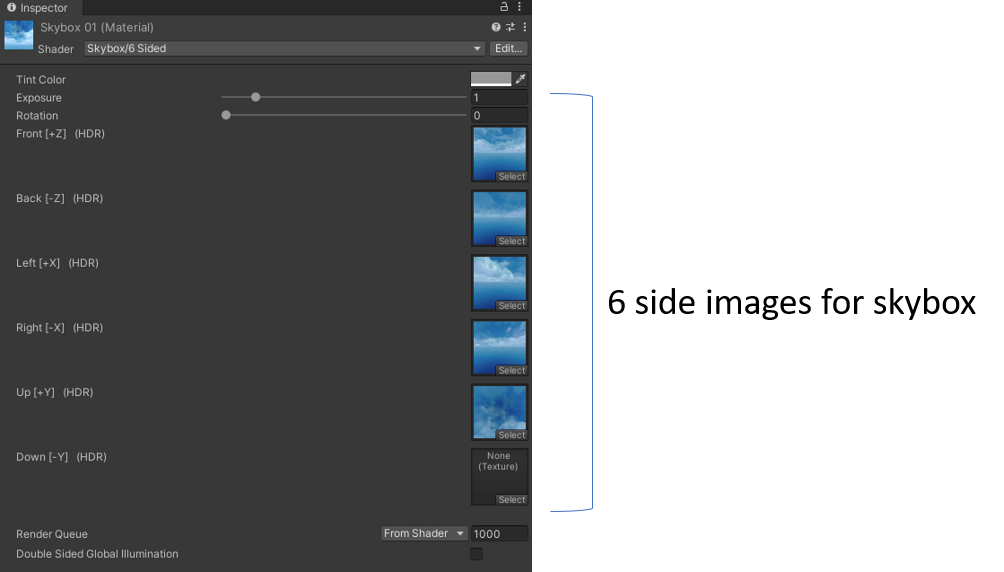 Inspector
Skybox 01 (Material)
Shader Skybox/6 Sided Edit...
Tint Color
Exposure 1
Rotation 0
Front [+Z] (HDR)
Select
Back [-Z] (HDR)
Select
Left [+X] (HDR)
Select
6 side images for skybox
Right [-X] (HDR)
Select
Up [+Y] (HDR)
Select
Down [-Y] (HDR)
None
(Texture)
Select
Render Queue From Shader 1000
Double Sided Global Illumination